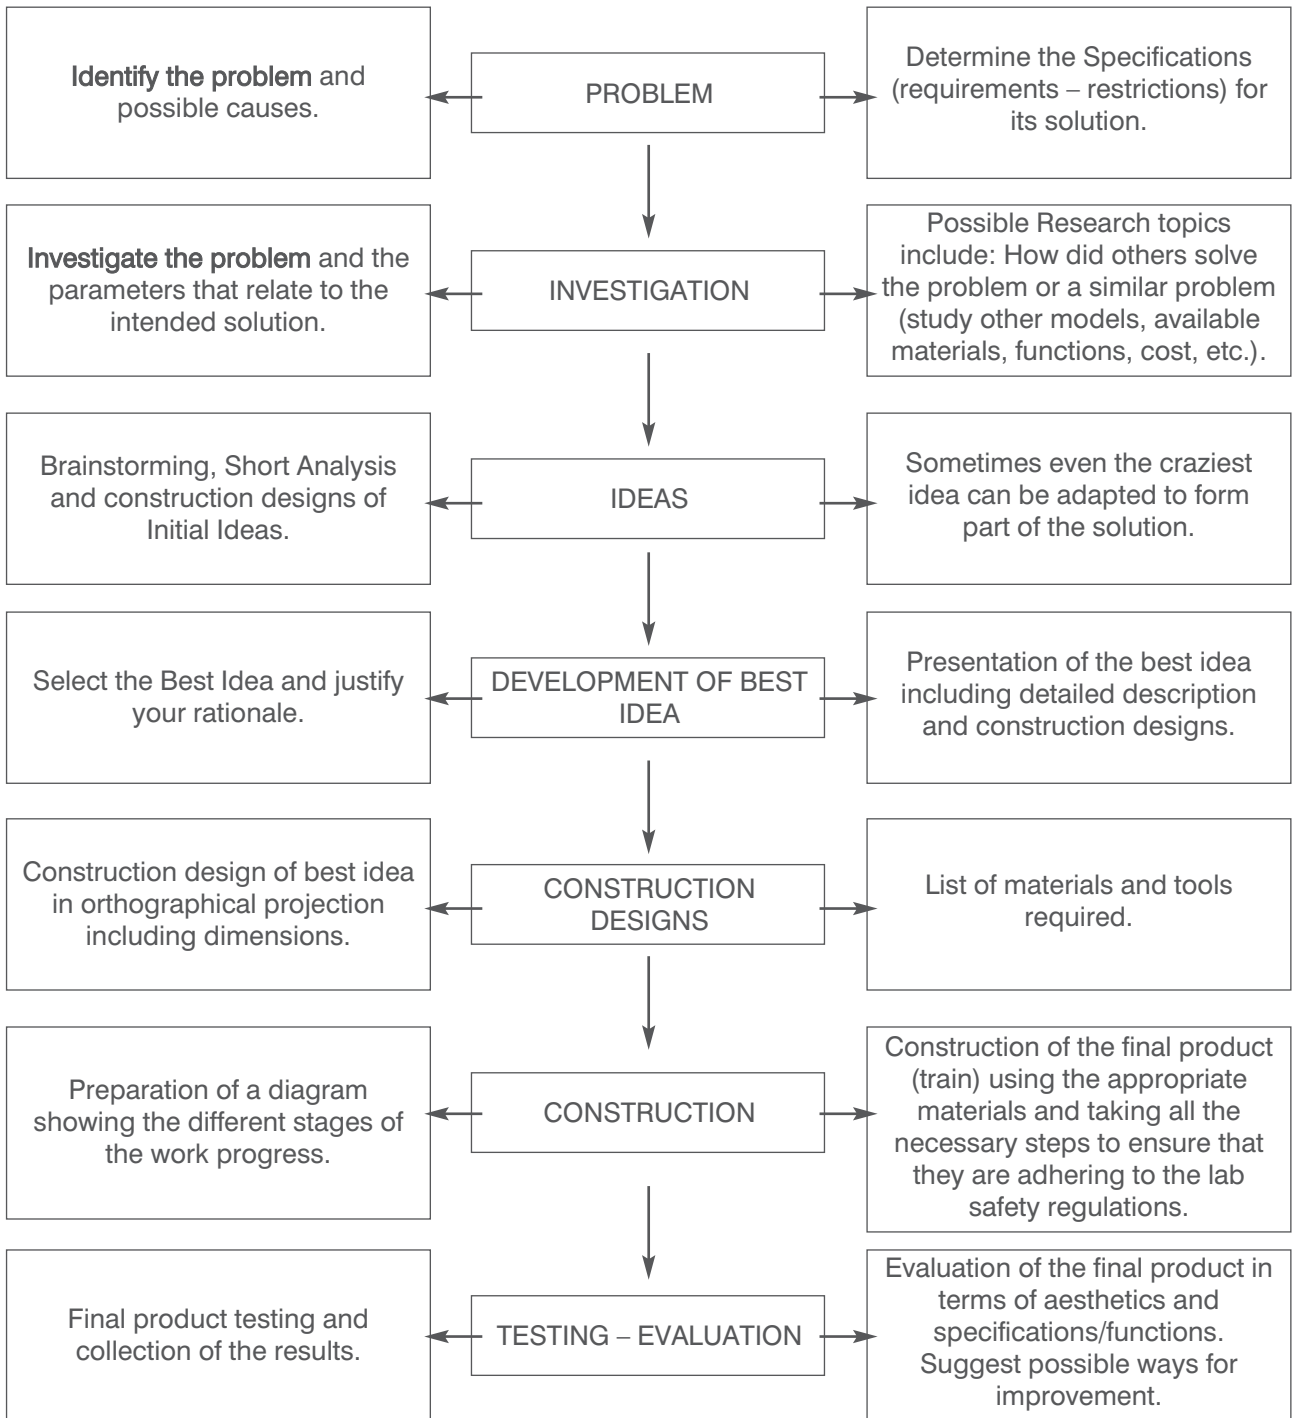 Identify the problem and
possible causes.
PROBLEM
Determine the Specifications
(requirements – restrictions) for
its solution.
Investigate the problem and the
parameters that relate to the
intended solution.
INVESTIGATION
Possible Research topics
include: How did others solve
the problem or a similar problem
(study other models, available
materials, functions, cost, etc.).
Brainstorming, Short Analysis
and construction designs of
Initial Ideas.
IDEAS
Sometimes even the craziest
idea can be adapted to form
part of the solution.
Select the Best Idea and justify
your rationale.
DEVELOPMENT OF BEST
IDEA
Presentation of the best idea
including detailed description
and construction designs.
Construction design of best idea
in orthographical projection
including dimensions.
CONSTRUCTION
DESIGNS
List of materials and tools
required.
Preparation of a diagram
showing the different stages of
the work progress.
CONSTRUCTION
Construction of the final product
(train) using the appropriate
materials and taking all the
necessary steps to ensure that
they are adhering to the lab
safety regulations.
Final product testing and
collection of the results.
TESTING – EVALUATION
Evaluation of the final product in
terms of aesthetics and
specifications/functions.
Suggest possible ways for
improvement.